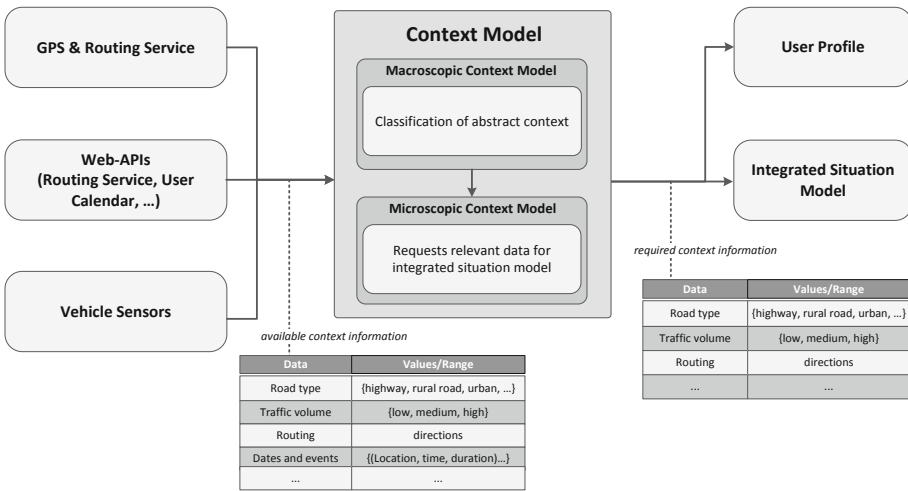 GPS & Routing Service
Web-APIs
(Routing Service, User
Calendar, …)
Vehicle Sensors
Context Model
Macroscopic Context Model
Classification of abstract context
Microscopic Context Model
Requests relevant data for
integrated situation model
User Profile
Integrated Situation
Model
available context information
Data Values/Range
Road type {highway, rural road, urban, …}
Traffic volume {low, medium, high}
Routing directions
Dates and events {(Location, time, duration)…}
... ...
required context information
Data Values/Range
Road type {highway, rural road, urban, …}
Traffic volume {low, medium, high}
Routing directions
... ...